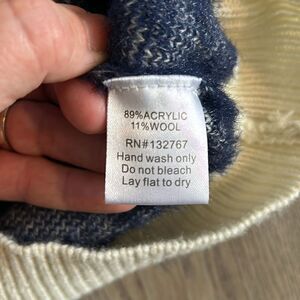 89%ACRYLIC
11%WOOL
RN#132767
Hand wash only
Do not bleach
Lay flat to dry